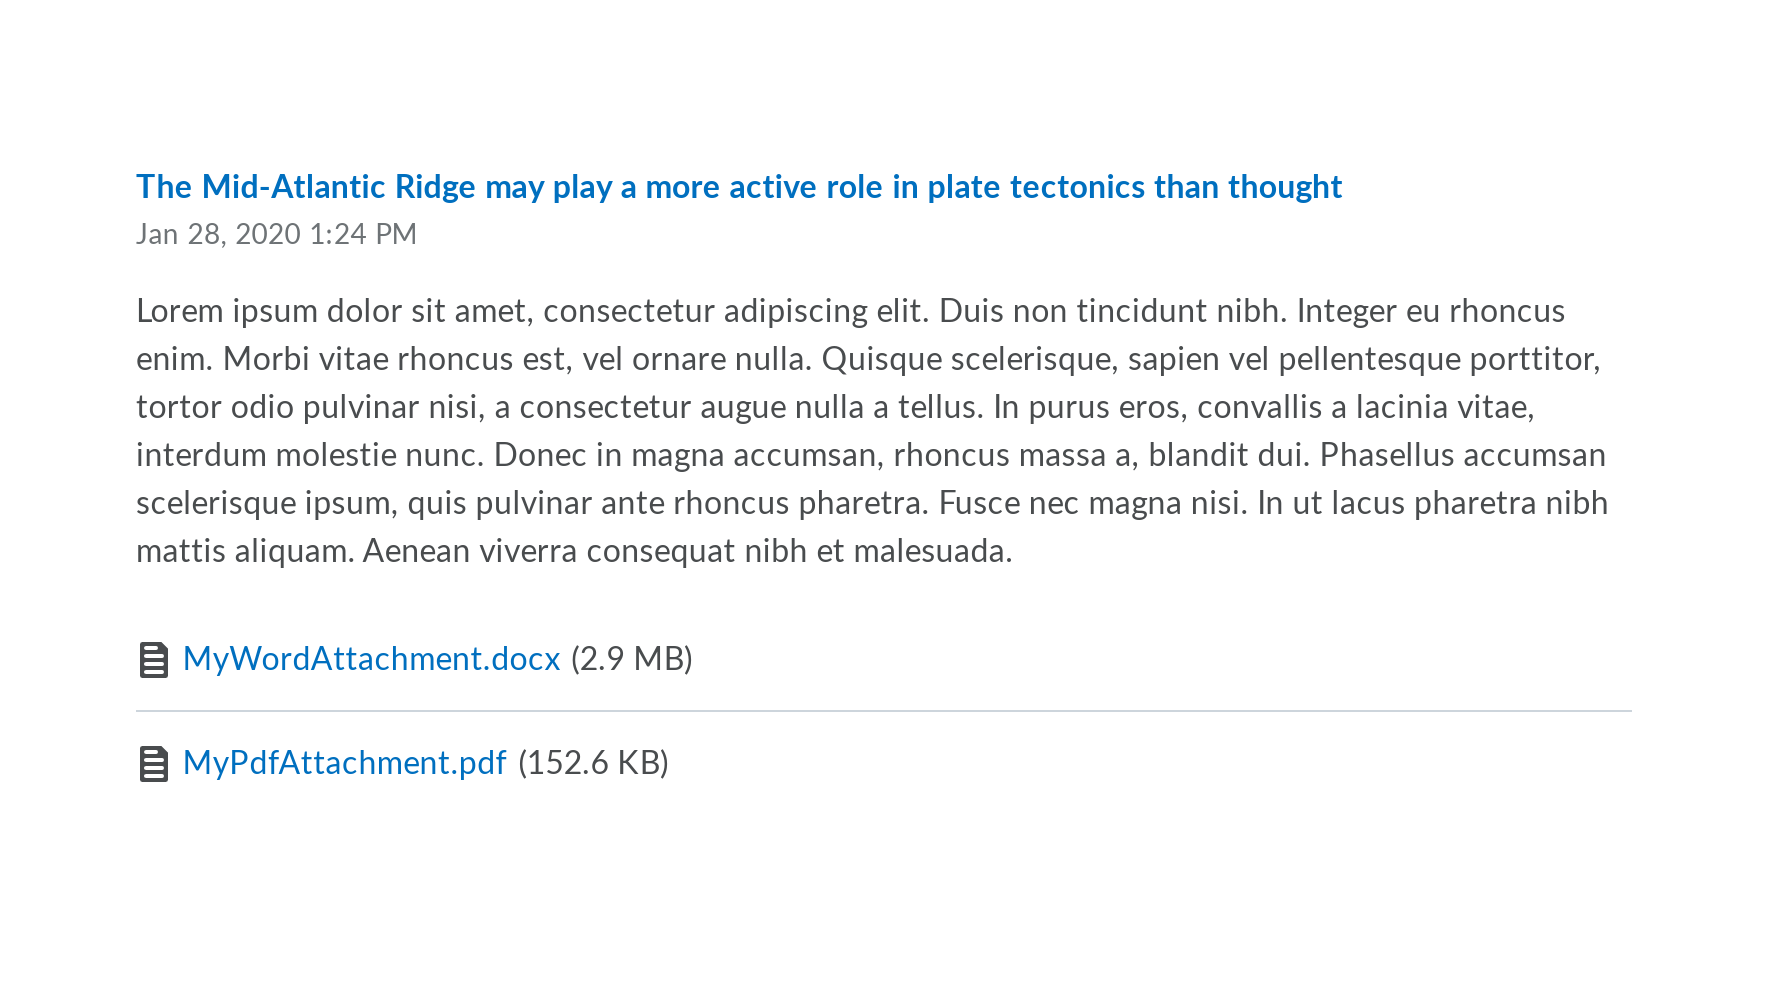 The Mid-Atlantic Ridge may play a more active role in plate tectonics than thought
Jan 28, 2020 1:24 PM
Lorem ipsum dolor sit amet, consectetur adipiscing elit. Duis non tincidunt nibh. Integer eu rhoncus
enim. Morbi vitae rhoncus est, vel ornare nulla. Quisque scelerisque, sapien vel pellentesque porttitor,
tortor odio pulvinar nisi, a consectetur augue nulla a tellus. In purus eros, convallis a lacinia vitae,
interdum molestie nunc. Donec in magna accumsan, rhoncus massa a, blandit dui. Phasellus accumsan
scelerisque ipsum, quis pulvinar ante rhoncus pharetra. Fusce nec magna nisi. In ut lacus pharetra nibh
mattis aliquam. Aenean viverra consequat nibh et malesuada.
MyWordAttachment.docx (2.9 MB)
MyPdfAttachment.pdf (152.6 KB)